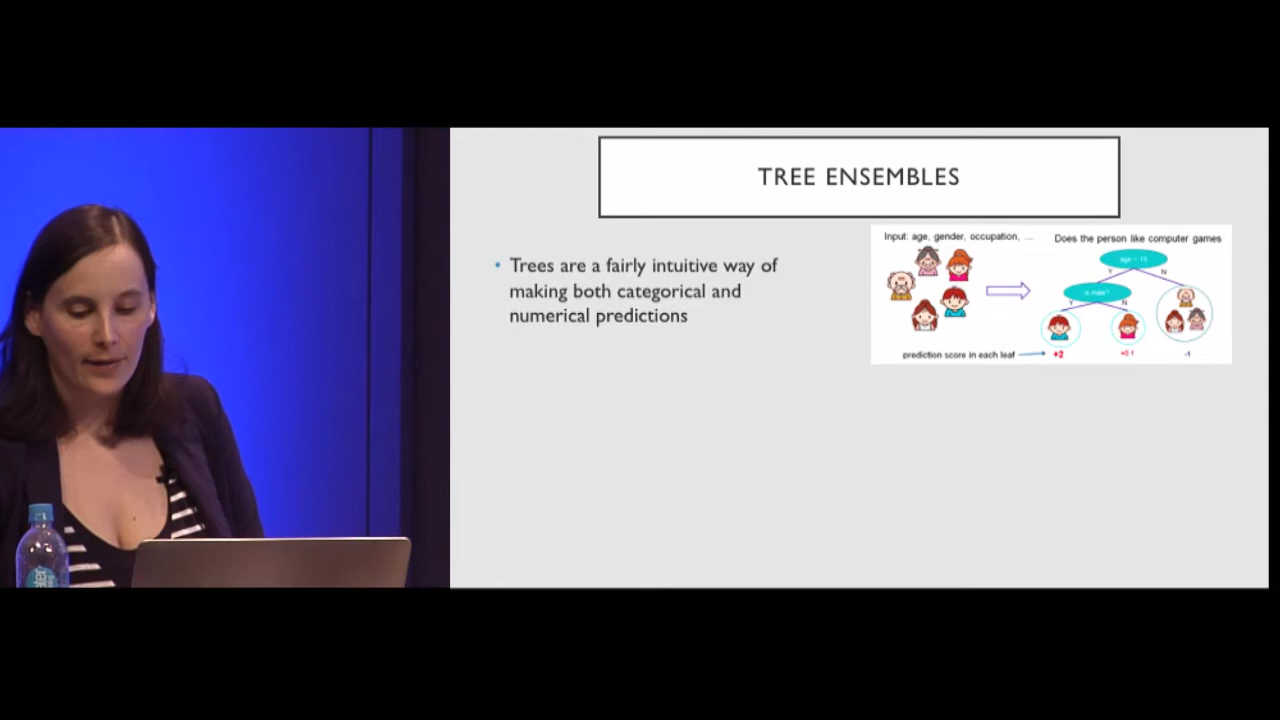 TREE ENSEMBLES
• Trees are a fairly intuitive way of
making both categorical and
numerical predictions
Input: age, gender, occupation, ...
Does the person like computer games
age < 15
Y
N
is male?
Y
N
prediction score in each leaf
+2
+0.1
-1